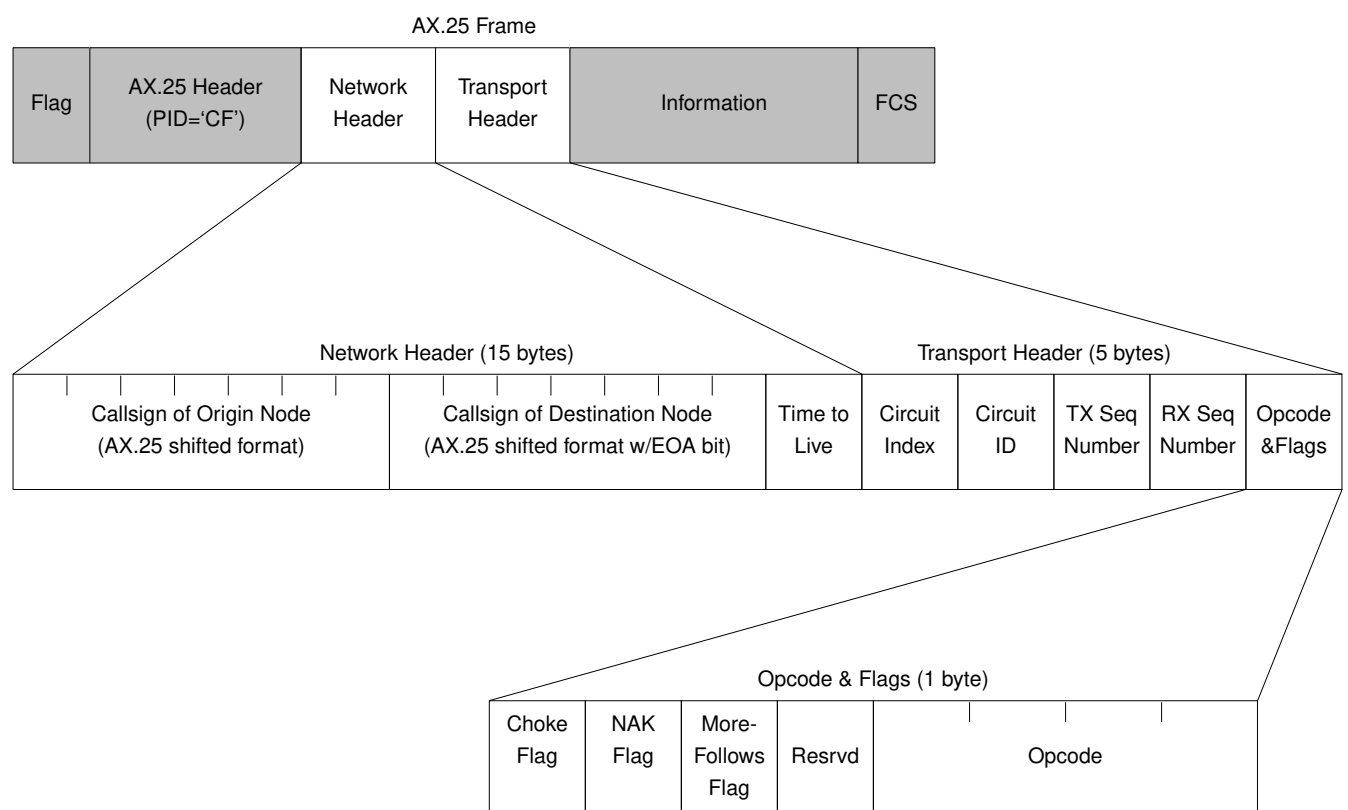 AX.25 Frame
Flag
AX.25 Header
(PID=‘CF’)
Network
Header
Transport
Header
Information
FCS
Network Header (15 bytes)
Transport Header (5 bytes)
Callsign of Origin Node
(AX.25 shifted format)
Callsign of Destination Node
(AX.25 shifted format w/EOA bit)
Time to
Live
Circuit
Index
Circuit
ID
TX Seq
Number
RX Seq
Number
Opcode
&Flags
Opcode & Flags (1 byte)
Choke
Flag
NAK
Flag
More-
Follows
Flag
Resrvd
Opcode